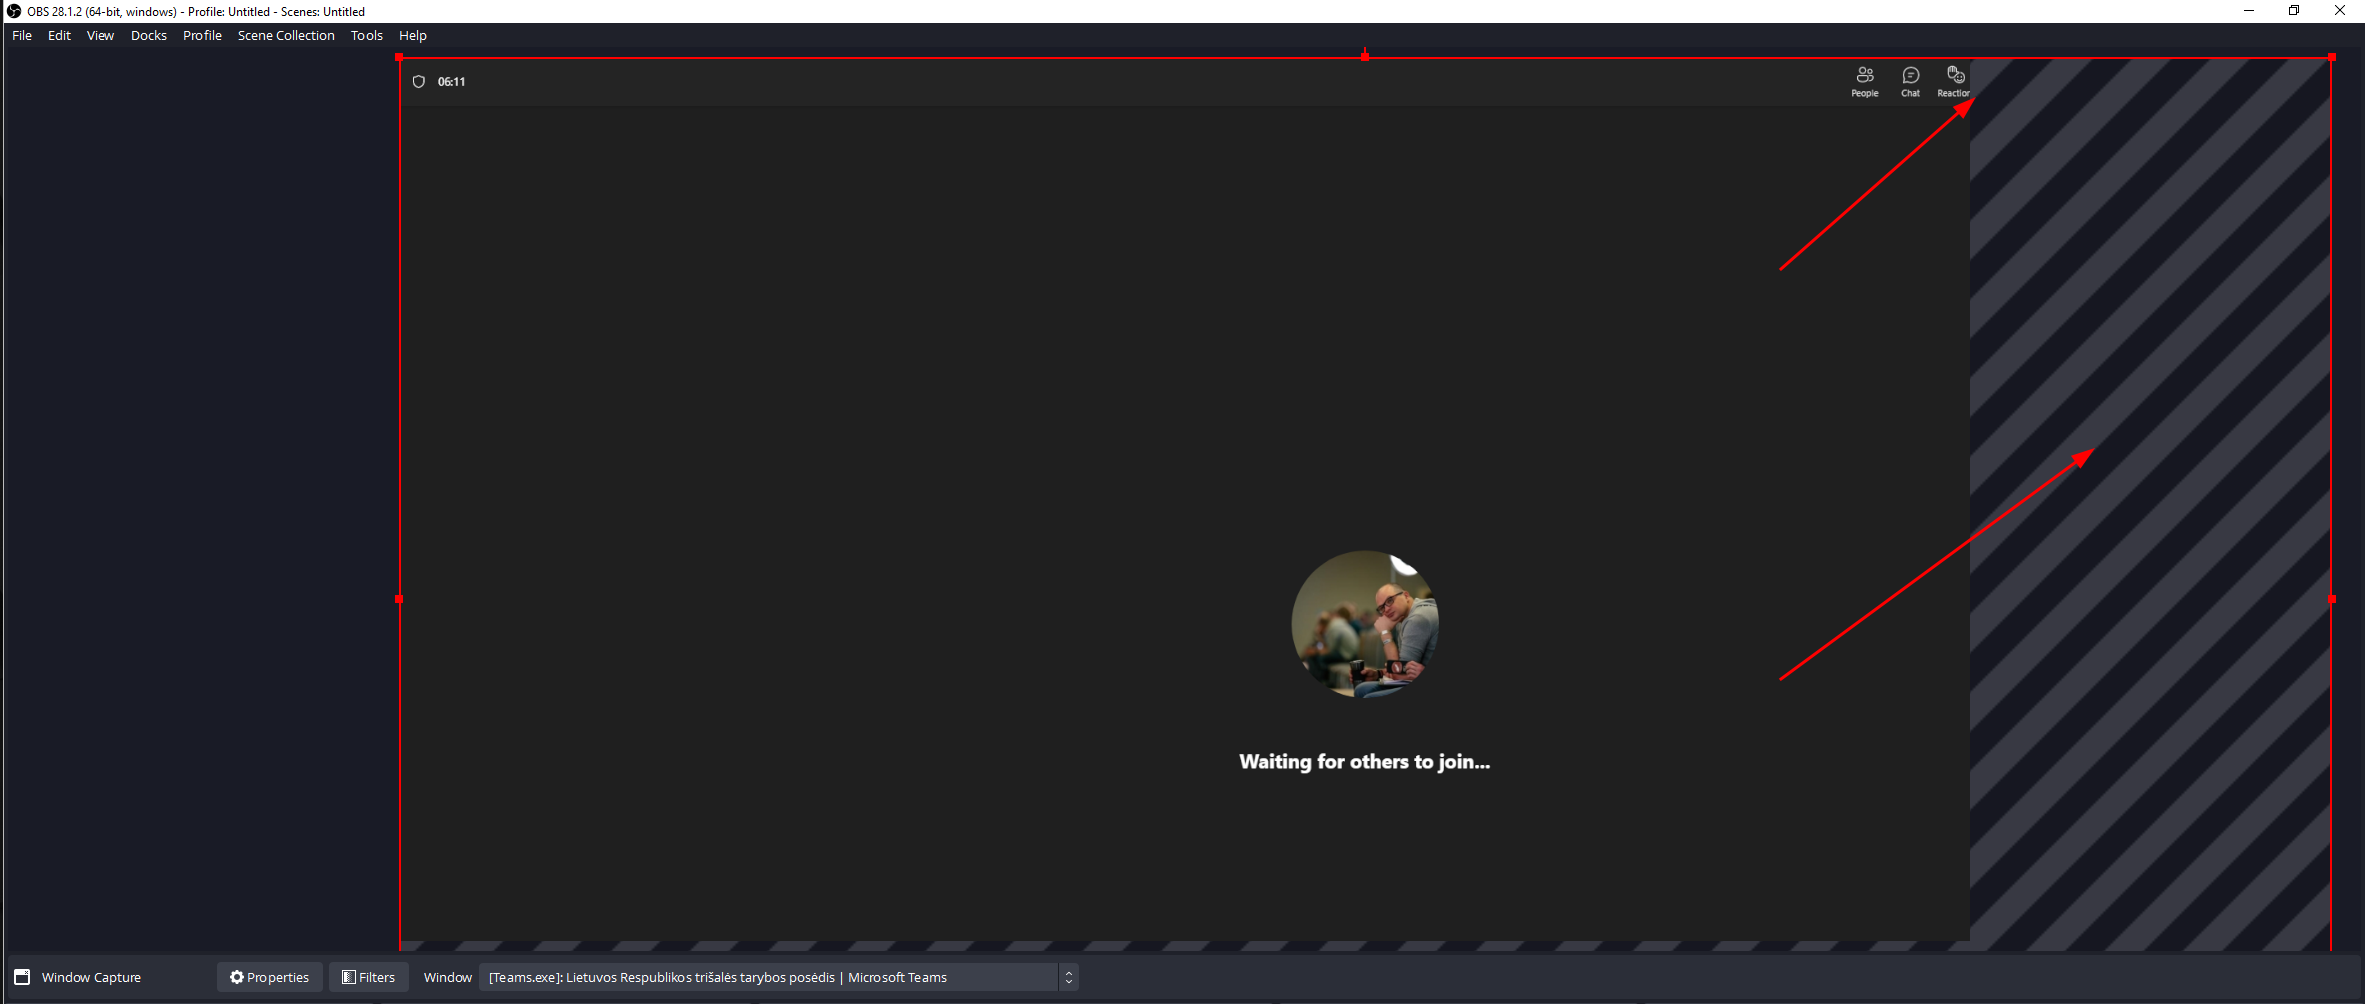 OBS 28.1.2 (64-bit, windows) - Profile: Untitled - Scenes: Untitled
File Edit View Docks Profile Scene Collection Tools Help
06:11
People Chat Reaction
Waiting for others to join...
Window Capture Properties Filters Window [Teams.exe]: Lietuvos Respublikos trišalės tarybos posėdis | Microsoft Teams